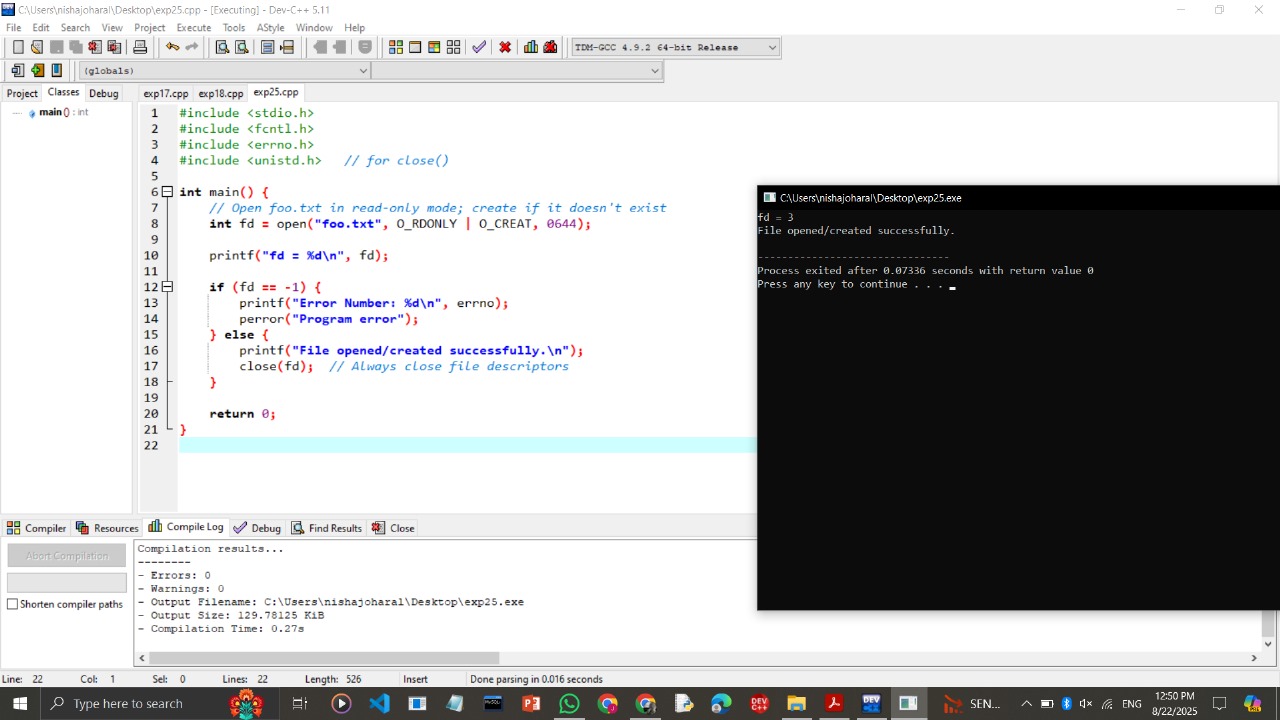 C:\Users\nishajoharal\Desktop\exp25.cpp - [Executing] - Dev-C++ 5.11
File Edit Search View Project Execute Tools AStyle Window Help
TDM-GCC 4.9.2 64-bit Release
(globals)
Project Classes Debug
exp17.cpp exp18.cpp exp25.cpp
main() : int
1 #include <stdio.h>
2 #include <fcntl.h>
3 #include <errno.h>
4 #include <unistd.h> // for close()
5
6 int main() {
7 // Open foo.txt in read-only mode; create if it doesn't exist
8 int fd = open("foo.txt", O_RDONLY | O_CREAT, 0644);
9
10 printf("fd = %d\n", fd);
11
12 if (fd == -1) {
13 printf("Error Number: %d\n", errno);
14 perror("Program error");
15 } else {
16 printf("File opened/created successfully.\n");
17 close(fd); // Always close file descriptors
18 }
19
20 return 0;
21 }
22
C:\Users\nishajoharal\Desktop\exp25.exe
fd = 3
File opened/created successfully.
--------------------------------
Process exited after 0.07336 seconds with return value 0
Press any key to continue . . .
Compiler Resources Compile Log Debug Find Results Close
Abort Compilation
Shorten compiler paths
Compilation results...
--------
- Errors: 0
- Warnings: 0
- Output Filename: C:\Users\nishajoharal\Desktop\exp25.exe
- Output Size: 129.78125 KiB
- Compilation Time: 0.27s
Line: 22 Col: 1 Sel: 0 Lines: 22 Length: 526 Insert Done parsing in 0.016 seconds
Type here to search
SEN...
ENG
12:50 PM
8/22/2025